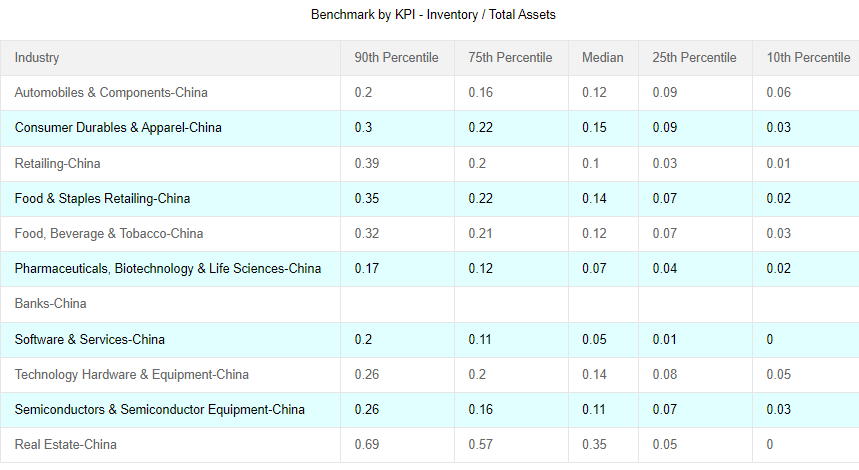 Benchmark by KPI - Inventory / Total Assets
Industry 90th Percentile 75th Percentile Median 25th Percentile 10th Percentile
Automobiles & Components-China 0.2 0.16 0.12 0.09 0.06
Consumer Durables & Apparel-China 0.3 0.22 0.15 0.09 0.03
Retailing-China 0.39 0.2 0.1 0.03 0.01
Food & Staples Retailing-China 0.35 0.22 0.14 0.07 0.02
Food, Beverage & Tobacco-China 0.32 0.21 0.12 0.07 0.03
Pharmaceuticals, Biotechnology & Life Sciences-China 0.17 0.12 0.07 0.04 0.02
Banks-China
Software & Services-China 0.2 0.11 0.05 0.01 0
Technology Hardware & Equipment-China 0.26 0.2 0.14 0.08 0.05
Semiconductors & Semiconductor Equipment-China 0.26 0.16 0.11 0.07 0.03
Real Estate-China 0.69 0.57 0.35 0.05 0